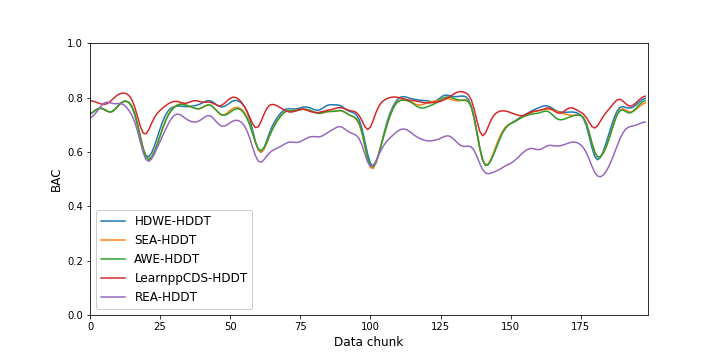 1.0
0.8
0.6
0.4
0.2
0.0
BAC
HDWE-HDDT
SEA-HDDT
AWE-HDDT
LearnppCDS-HDDT
REA-HDDT
0 25 50 75 100 125 150 175
Data chunk